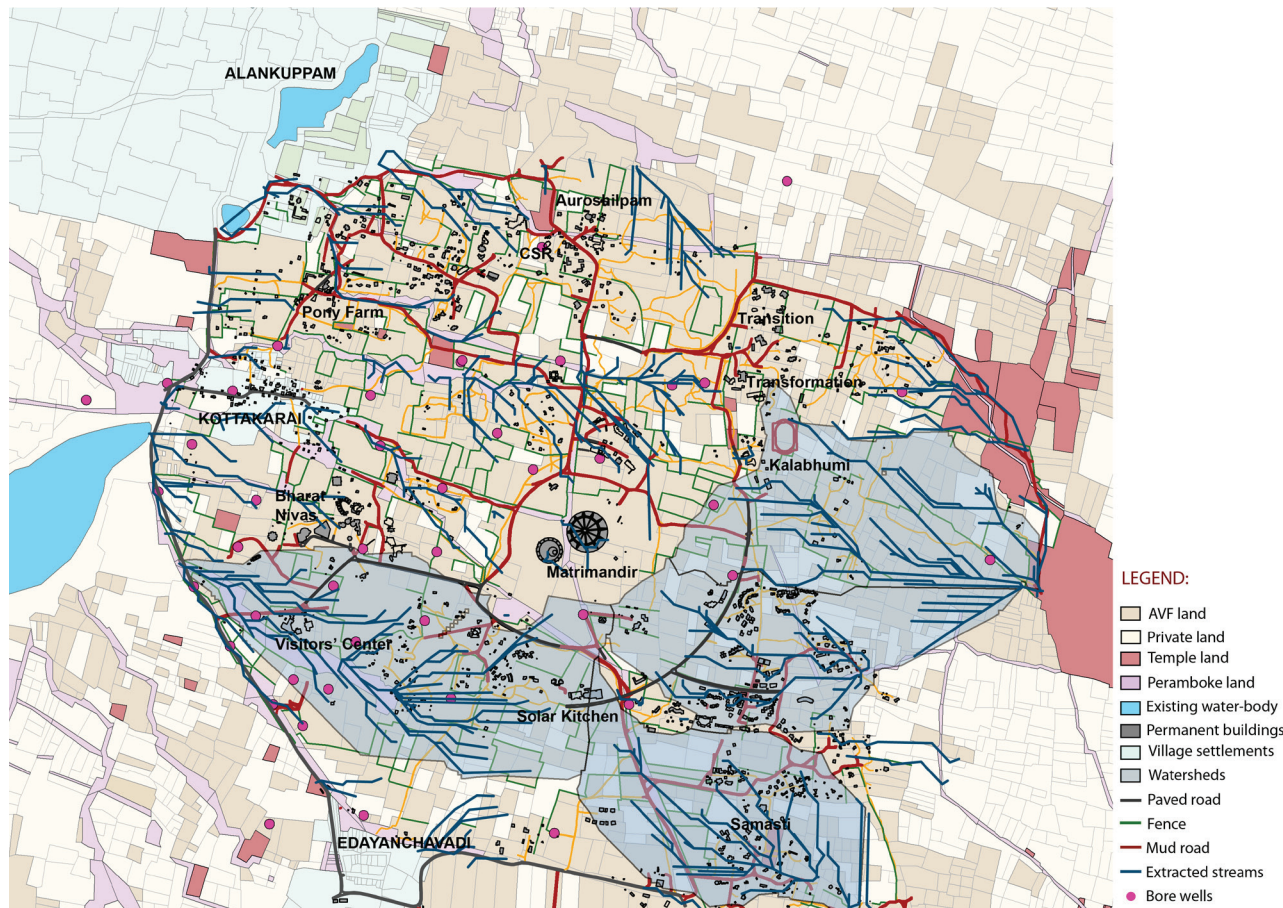 ALANKUPPAM
Auroshilpam
CSR
Pony Farm
Transition
Transformation
KOTTAKARAI
Kalabhumi
Bharat
Nivas
Matrimandir
Visitors' Center
Solar Kitchen
Samasti
EDAYANCHAVADI
LEGEND:
AVF land
Private land
Temple land
Peramboke land
Existing water-body
Permanent buildings
Village settlements
Watersheds
Paved road
Fence
Mud road
Extracted streams
Bore wells